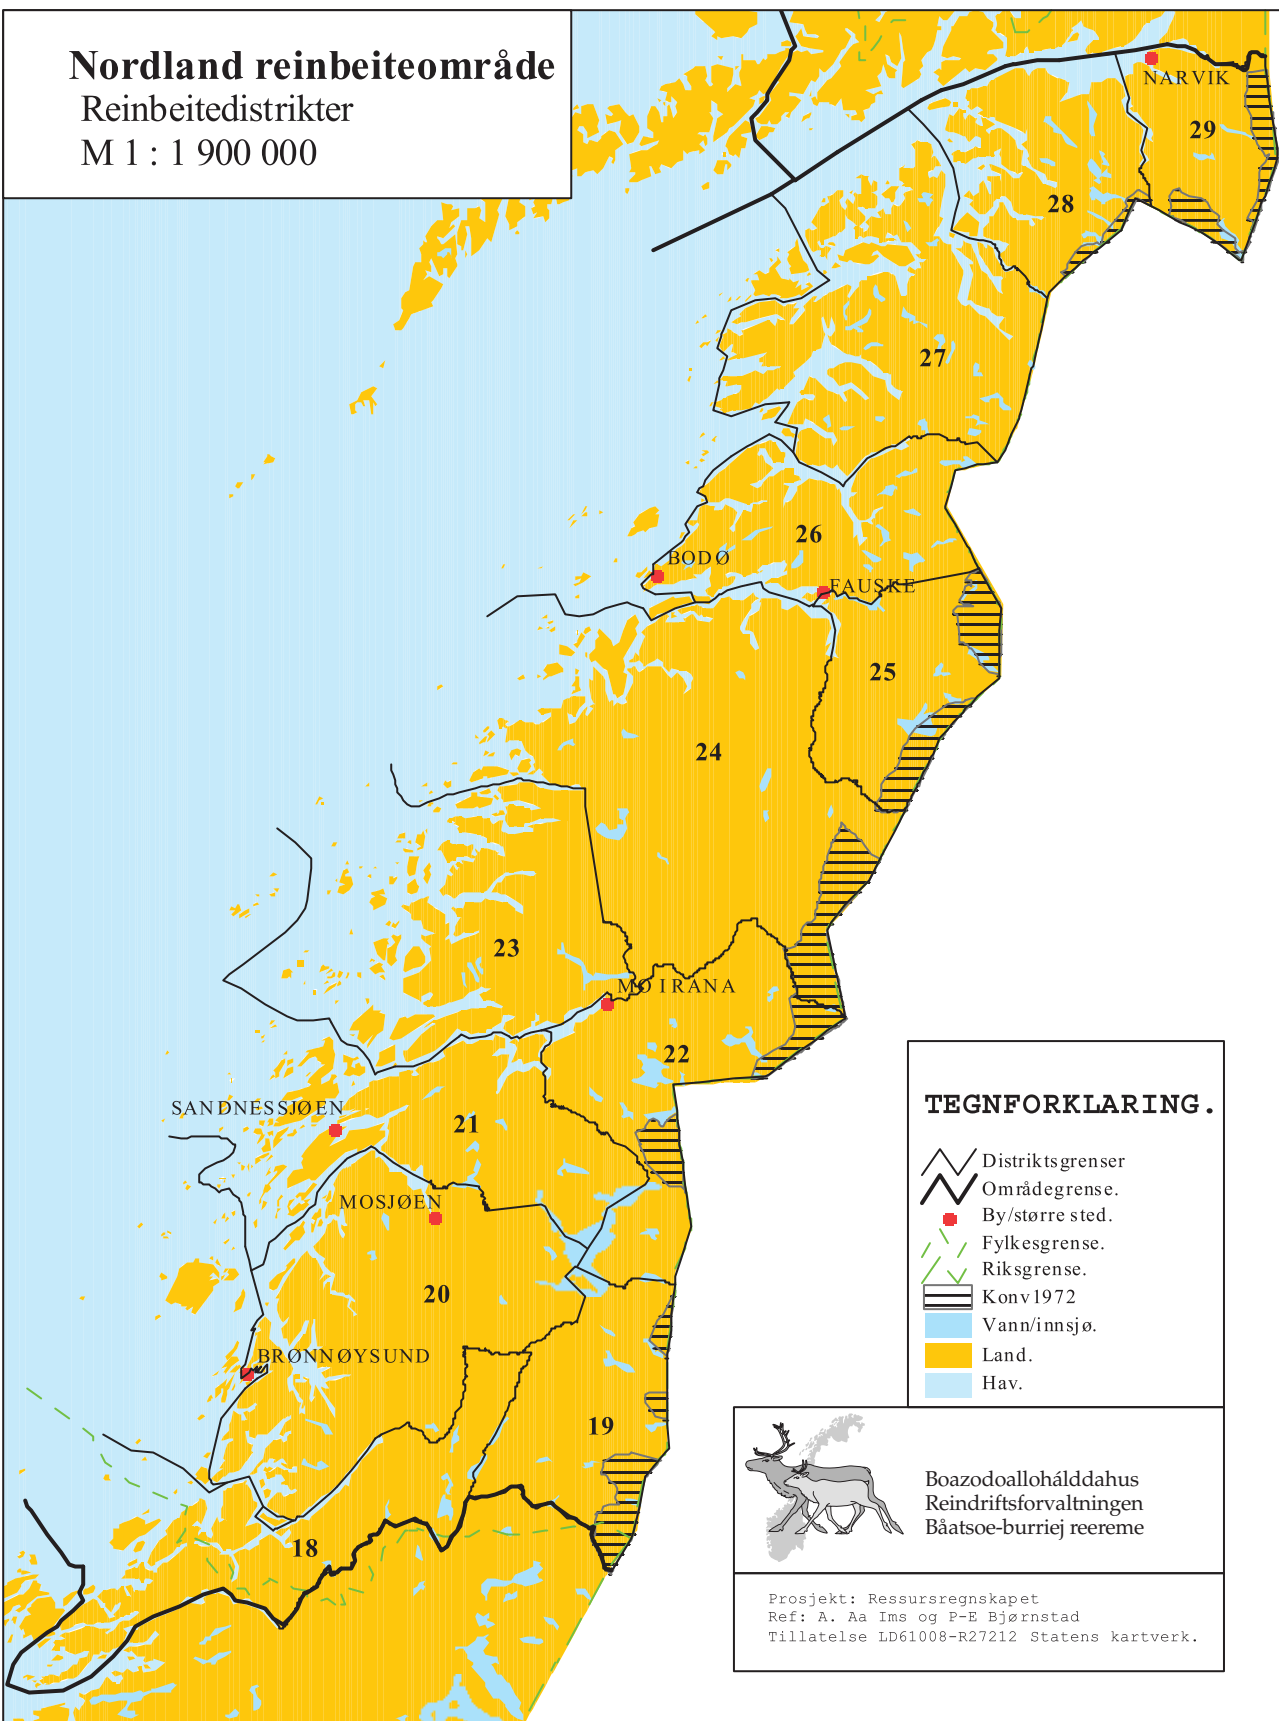 Nordland reinbeiteområde
Reinbeitedistrikter
M 1 : 1 900 000
NARVIK
29
28
27
26
BODØ
FAUSKE
25
24
23
MO I RANA
22
SANDNESSJØEN
21
MOSJØEN
20
BRØNNØYSUND
19
18
TEGNFORKLARING.
Distriktsgrenser
Områdegrense.
By/større sted.
Fylkesgrense.
Riksgrense.
Konv1972
Vann/innsjø.
Land.
Hav.
Boazodoallohálddahus
Reindriftsforvaltningen
Båatsoe-burriej reereme
Prosjekt: Ressursregnskapet
Ref: A. Aa Ims og P-E Bjørnstad
Tillatelse LD61008-R27212 Statens kartverk.